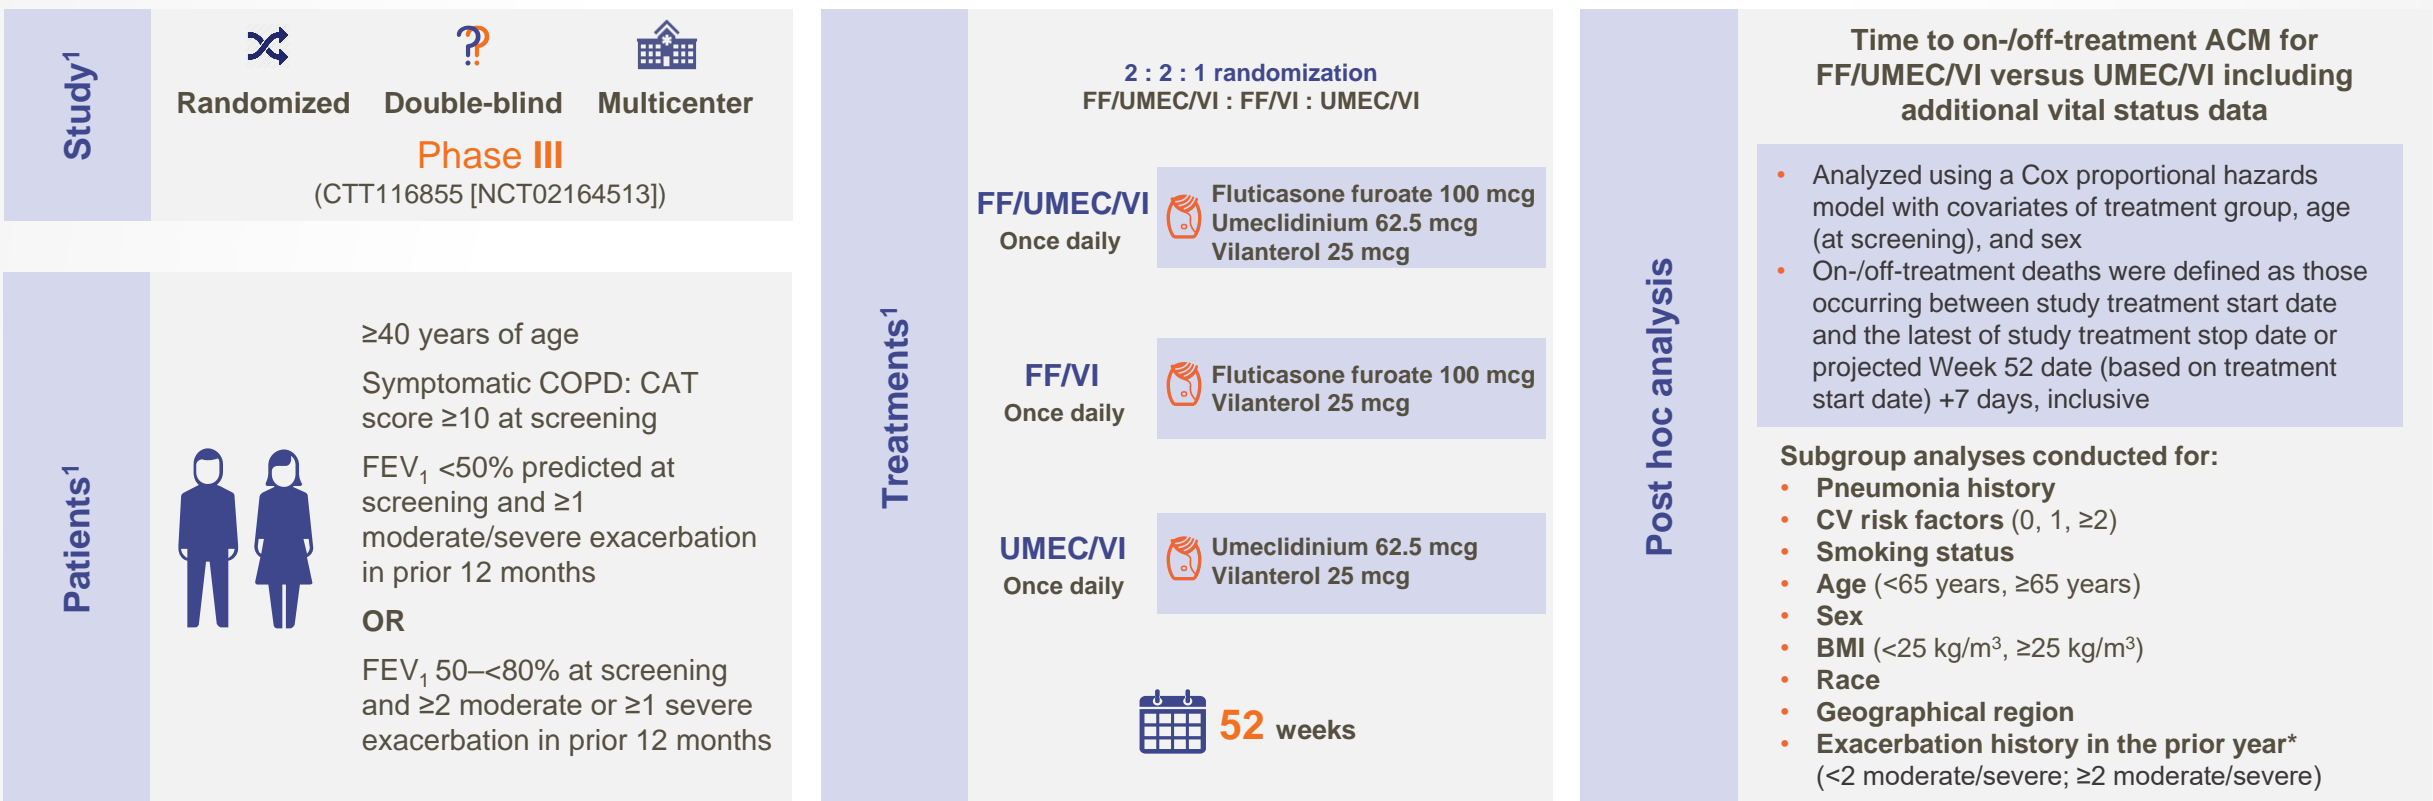 Study¹
Randomized
Double-blind
Multicenter
Phase III
(CTT116855 [NCT02164513])
Patients¹
≥40 years of age
Symptomatic COPD: CAT
score ≥10 at screening
FEV₁ <50% predicted at
screening and ≥1
moderate/severe exacerbation
in prior 12 months
OR
FEV₁ 50–<80% at screening
and ≥2 moderate or ≥1 severe
exacerbation in prior 12 months
Treatments¹
2 : 2 : 1 randomization
FF/UMEC/VI : FF/VI : UMEC/VI
FF/UMEC/VI
Once daily
Fluticasone furoate 100 mcg
Umeclidinium 62.5 mcg
Vilanterol 25 mcg
FF/VI
Once daily
Fluticasone furoate 100 mcg
Vilanterol 25 mcg
UMEC/VI
Once daily
Umeclidinium 62.5 mcg
Vilanterol 25 mcg
52 weeks
Post hoc analysis
Time to on-/off-treatment ACM for
FF/UMEC/VI versus UMEC/VI including
additional vital status data
• Analyzed using a Cox proportional hazards
model with covariates of treatment group, age
(at screening), and sex
• On-/off-treatment deaths were defined as those
occurring between study treatment start date
and the latest of study treatment stop date or
projected Week 52 date (based on treatment
start date) +7 days, inclusive
Subgroup analyses conducted for:
• Pneumonia history
• CV risk factors (0, 1, ≥2)
• Smoking status
• Age (<65 years, ≥65 years)
• Sex
• BMI (<25 kg/m³, ≥25 kg/m³)
• Race
• Geographical region
• Exacerbation history in the prior year*
(<2 moderate/severe; ≥2 moderate/severe)